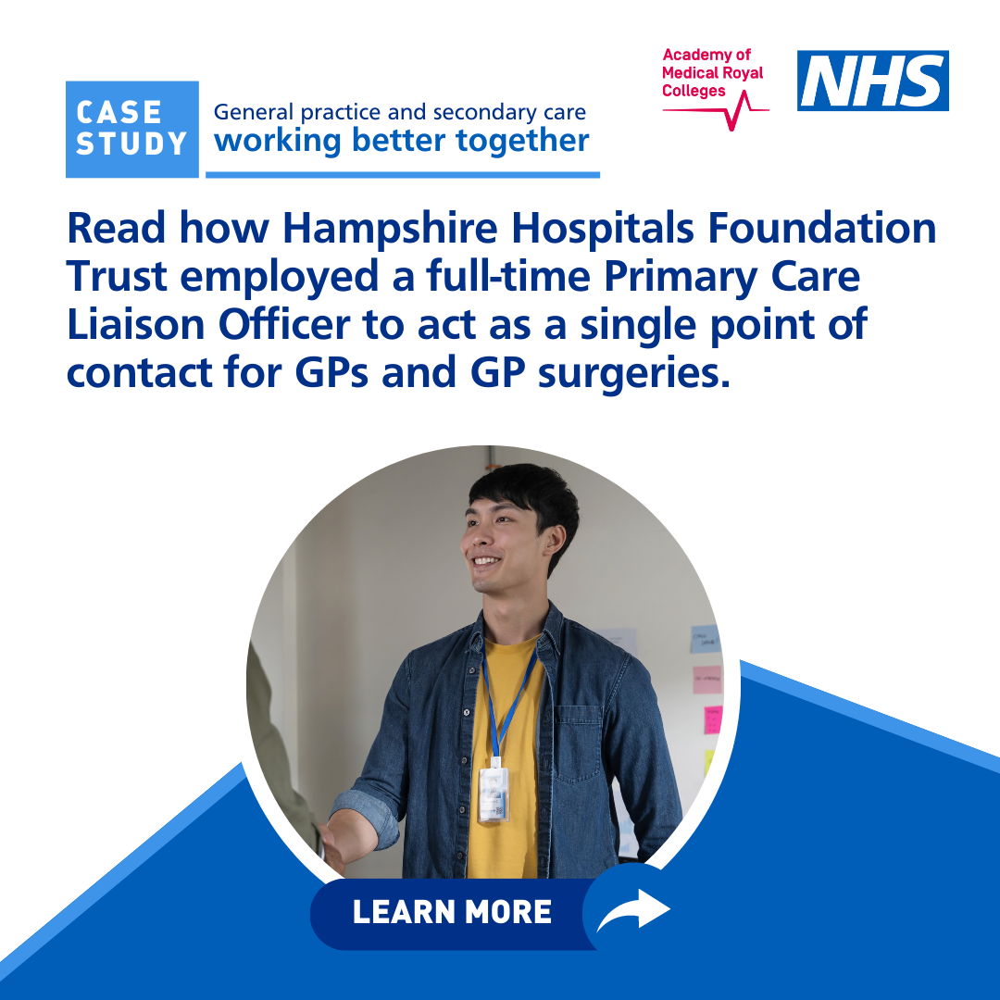 Academy of
Medical Royal
Colleges
NHS
CASE
STUDY
General practice and secondary care
working better together
Read how Hampshire Hospitals Foundation
Trust employed a full-time Primary Care
Liaison Officer to act as a single point of
contact for GPs and GP surgeries.
LEARN MORE